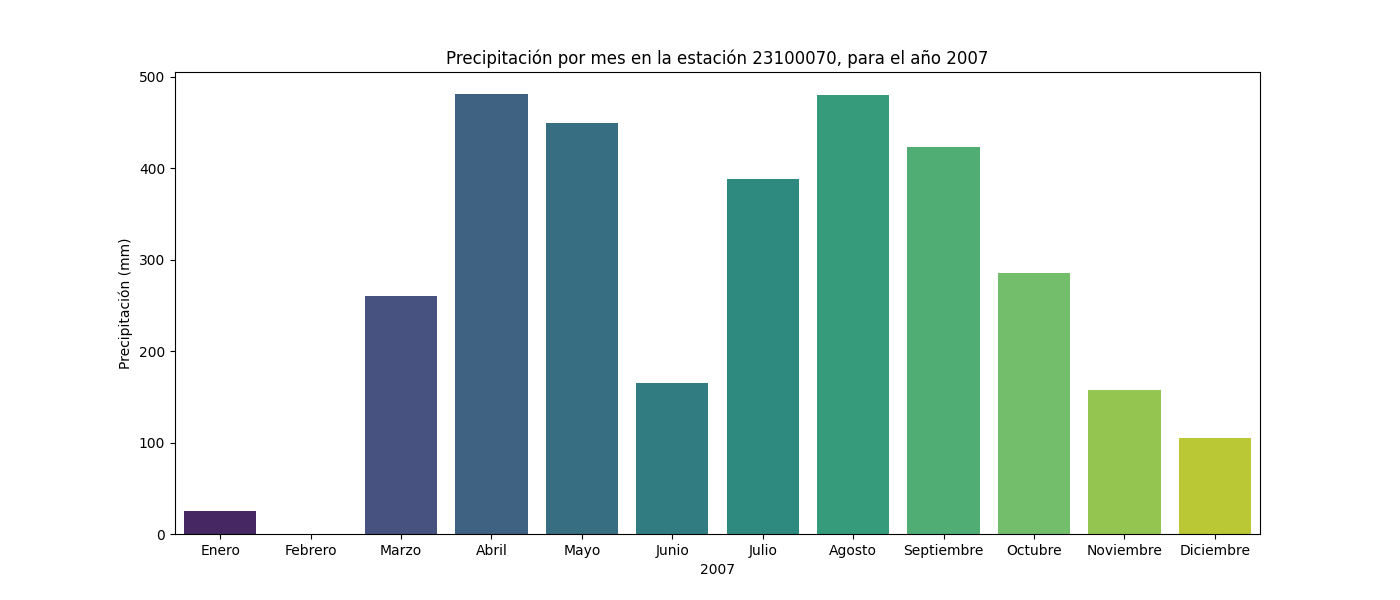 Precipitación por mes en la estación 23100070, para el año 2007
500
400
300
200
100
0
Precipitación (mm)
Enero Febrero Marzo Abril Mayo Junio Julio Agosto Septiembre Octubre Noviembre Diciembre
2007